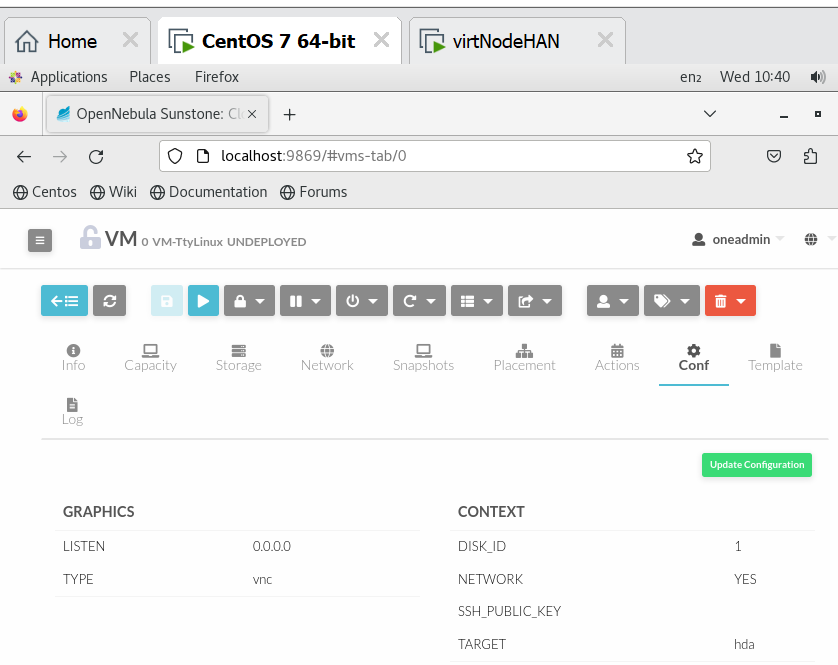 Home
CentOS 7 64-bit
virtNodeHAN
Applications Places Firefox en₂ Wed 10:40
OpenNebula Sunstone: Cl
localhost:9869/#vms-tab/0
Centos Wiki Documentation Forums
VM 0 VM-TtyLinux UNDEPLOYED oneadmin
Info Capacity Storage Network Snapshots Placement Actions Conf Template
Log
Update Configuration
GRAPHICS
LISTEN 0.0.0.0
TYPE vnc
CONTEXT
DISK_ID 1
NETWORK YES
SSH_PUBLIC_KEY
TARGET hda